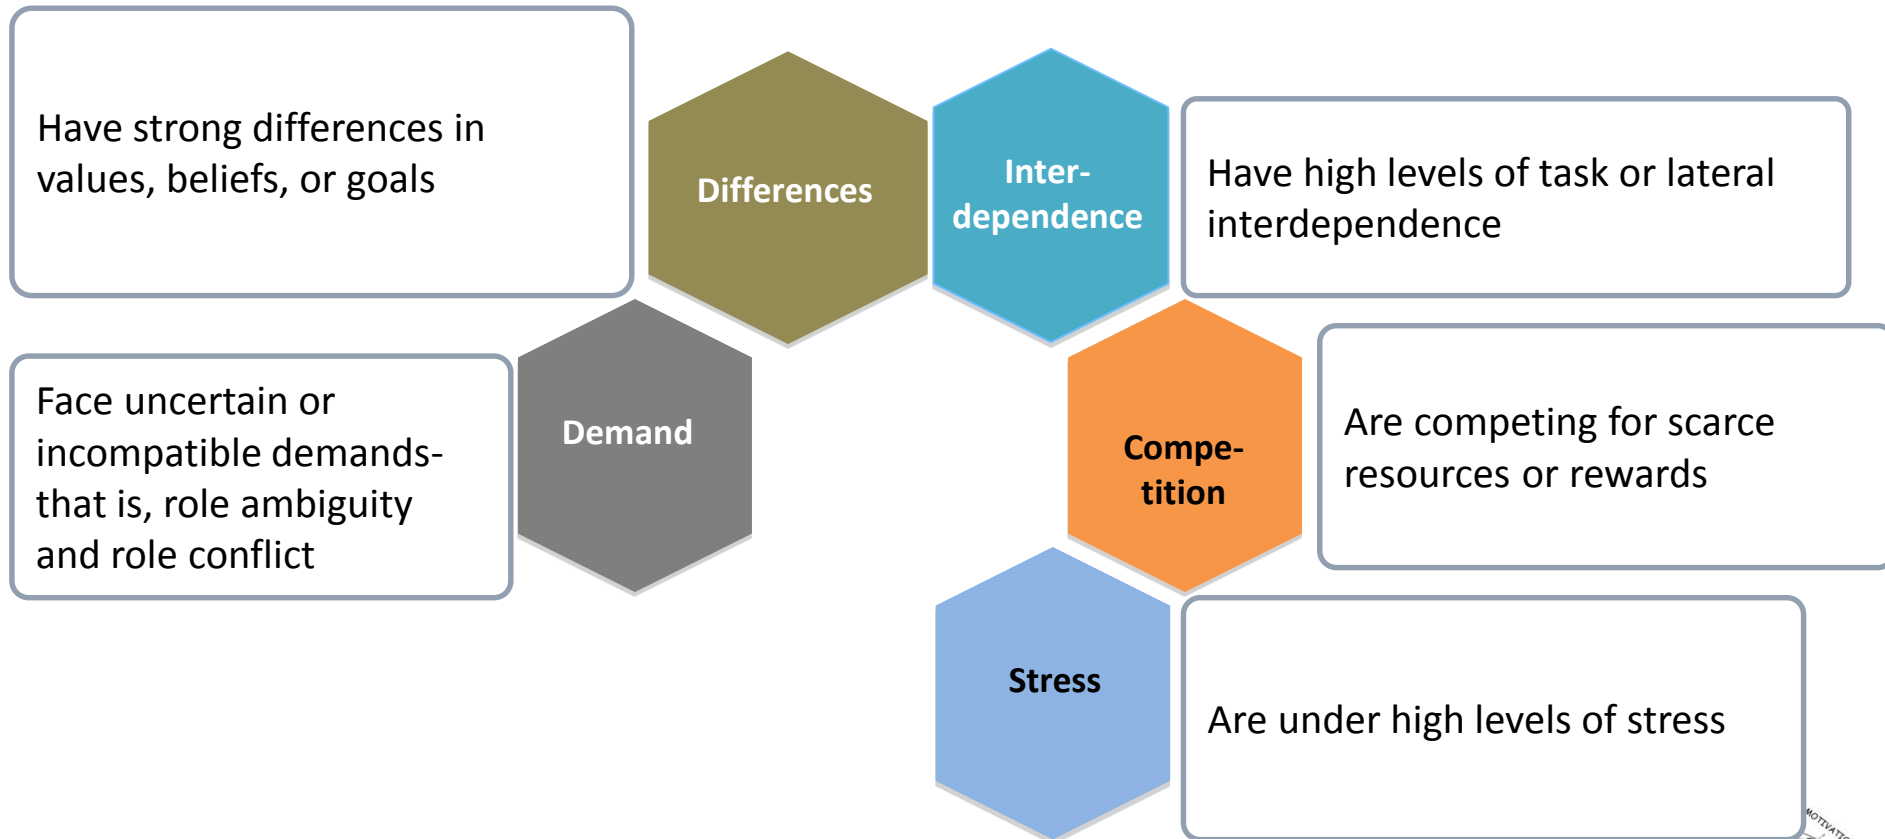 Have strong differences in
values, beliefs, or goals
Differences
Inter-
dependence
Have high levels of task or lateral
interdependence
Face uncertain or
incompatible demands-
that is, role ambiguity
and role conflict
Demand
Compe-
tition
Are competing for scarce
resources or rewards
Stress
Are under high levels of stress